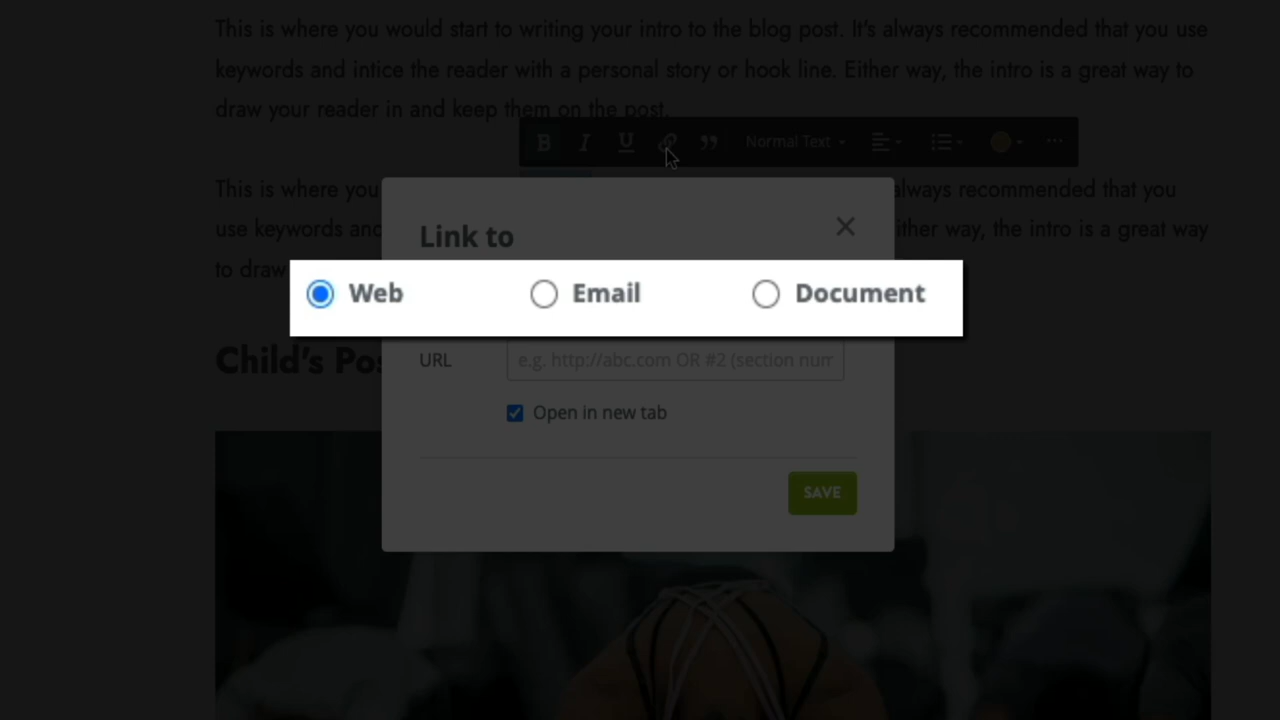 This is where you would start to writing your intro to the blog post. It's always recommended that you use
keywords and intice the reader with a personal story or hook line. Either way, the intro is a great way to
draw your reader in and keep them on the post.
B I U Normal Text
This is where you always recommended that you
use keywords and ither way, the intro is a great way
to draw
Link to
Web Email Document
URL e.g. http://abc.com OR #2 (section num
Open in new tab
Child's Po
SAVE